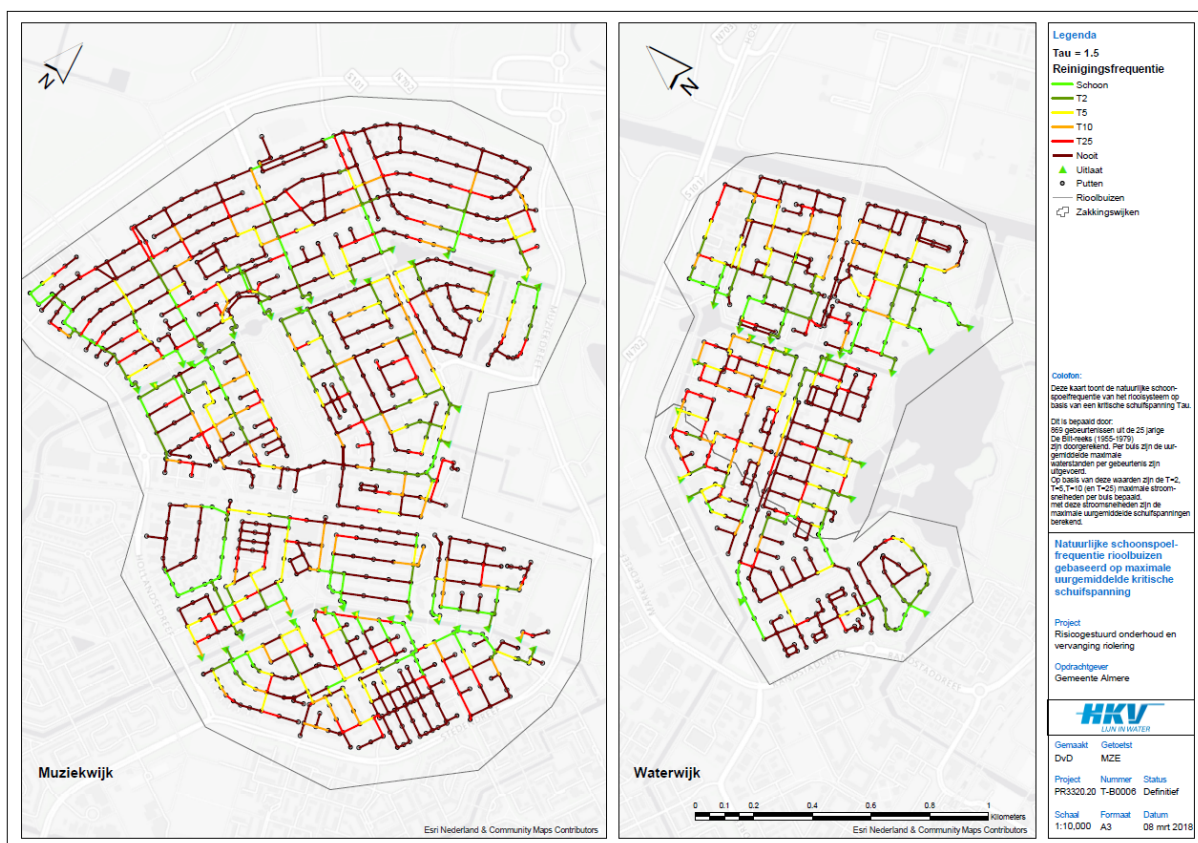 N
S101
N702
MUZIEKDREEF
Muziekwijk
Esri Nederland & Community Maps Contributors
N
N702
S101
N702
Waterwijk
0 0.1 0.2 0.4 0.6 0.8 1
Kilometers
Esri Nederland & Community Maps Contributors
Legenda
Tau = 1.5
Reinigingsfrequentie
Schoon
T2
T5
T10
T25
Nooit
Uitlaat
Putten
Rioolbuizen
Zakkingswijken
Colofon:
Deze kaart toont de natuurlijke schoon-
spoelfrequentie van het rioolsysteem op
basis van een kritische schuifspanning Tau.
Dit is bepaald door:
869 gebeurtenissen uit de 25 jarige
De Bilt-reeks (1955-1979)
zijn doorgerekend. Per buis zijn de uur-
gemiddelde maximale
waterstanden per gebeurtenis zijn
uitgevoerd.
Op basis van deze waarden zijn de T=2,
T=5,T=10 (en T=25) maximale stroom-
snelheden per buis bepaald.
met deze stroomsnelheden zijn de
maximale uurgemiddelde schuifspanningen
berekend.
Natuurlijke schoonspoel-
frequentie rioolbuizen
gebaseerd op maximale
uurgemiddelde kritische
schuifspanning
Project
Risicogestuurd onderhoud en
vervanging riolering
Opdrachtgever
Gemeente Almere
HKV
LIJN IN WATER
Gemaakt Getoetst
DvD MZE
Project Nummer Status
PR3320.20 T-B0006 Definitief
Schaal Formaat Datum
1:10,000 A3 08 mrt 2018